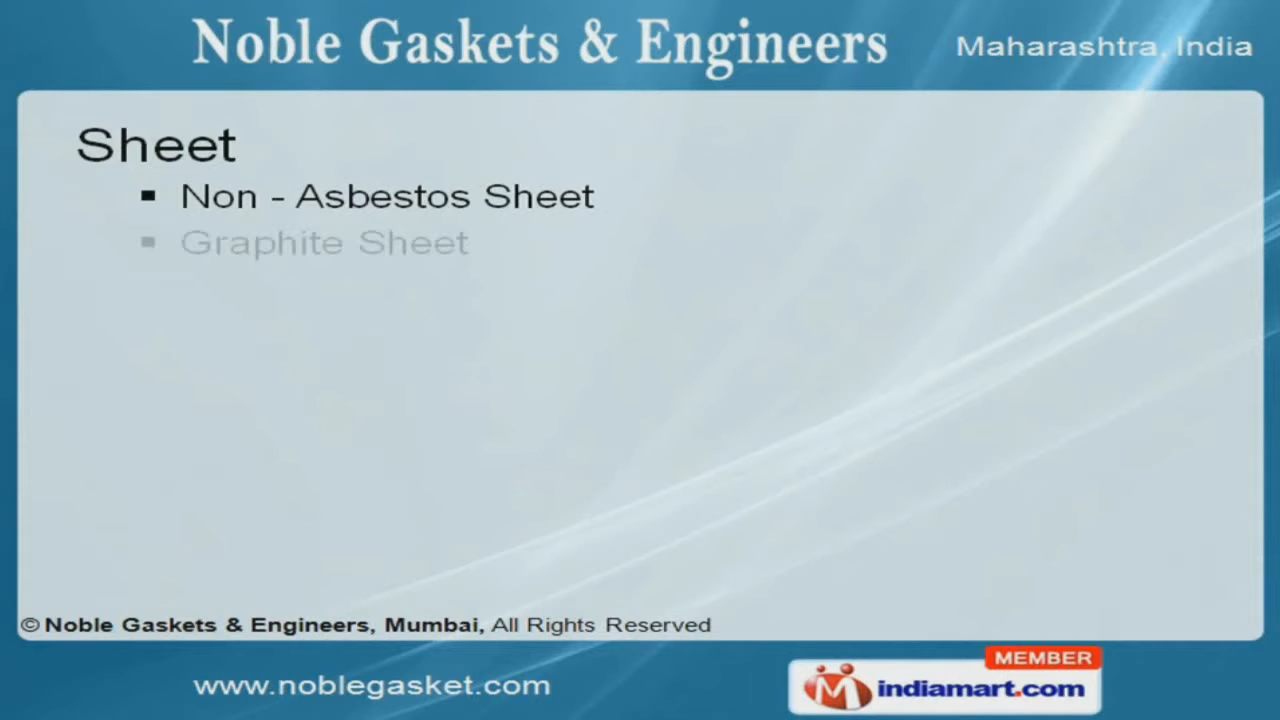 Noble Gaskets & Engineers
Maharashtra, India
Sheet
▪ Non - Asbestos Sheet
▪ Graphite Sheet
© Noble Gaskets & Engineers, Mumbai, All Rights Reserved
MEMBER
www.noblegasket.com
indiamart.com